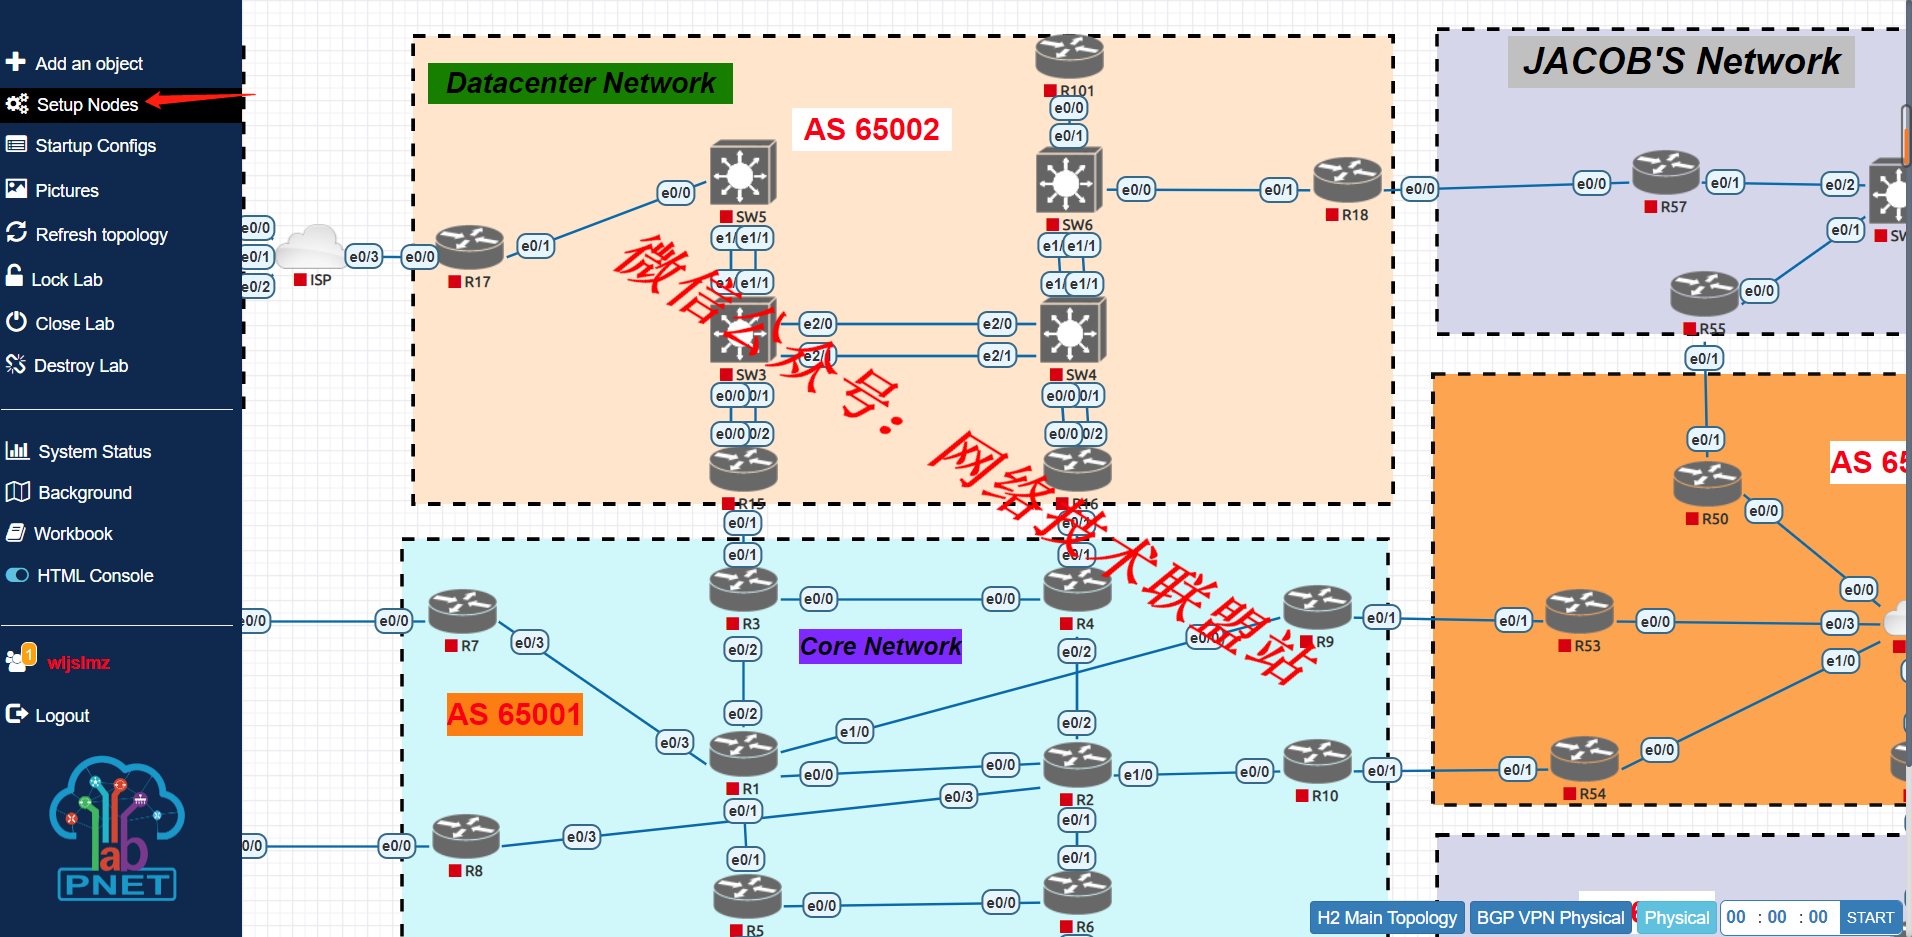 Add an object
Setup Nodes
Startup Configs
Pictures
Refresh topology
Lock Lab
Close Lab
Destroy Lab
System Status
Background
Workbook
HTML Console
1
wljslmz
Logout
lab
PNET
Datacenter Network
AS 65002
R101
e0/0
e0/1
SW5
e0/0
SW6
e0/0
e0/1
R18
e0/0
e0/0
e0/1
e0/2
ISP
e0/3
e0/0
R17
e0/1
e1/1
e1/1
e1/1
e1/1
e2/0
e2/0
e2/1
SW3
SW4
e0/0
0/1
e0/0
0/1
e0/0
0/2
e0/0
0/2
R15
R16
e0/1
e0/1
e0/1
e0/1
微信公众号：网络技术联盟站
JACOB'S Network
e0/0
R57
e0/1
e0/2
SW
e0/1
R55
e0/0
e0/1
e0/1
AS 65
R50
e0/0
e0/0
e0/1
R53
e0/0
e0/3
e1/0
e0/1
R54
e0/0
Core Network
AS 65001
e0/0
e0/0
R7
e0/3
R3
e0/0
e0/0
R4
R9
e0/1
e0/2
e0/2
e0/0
e0/2
e0/2
e0/3
R1
e1/0
e0/0
e0/0
R2
e1/0
e0/0
R10
e0/1
e0/1
e0/3
e0/1
0/0
e0/0
R8
e0/3
e0/1
e0/1
R5
e0/0
e0/0
R6
H2 Main Topology
BGP VPN Physical
Physical
00 : 00 : 00
START